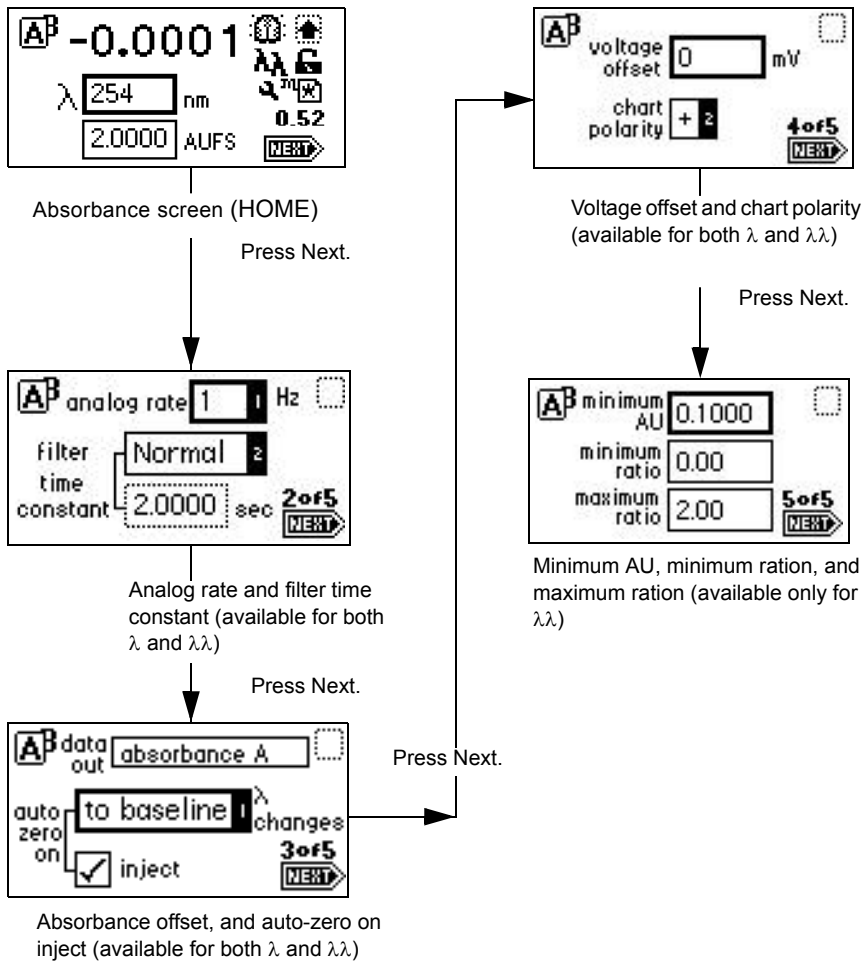 AB -0.0001
λλ
λ 254 nm
m
0.52
2.0000 AUFS
NEXT
Absorbance screen (HOME)
Press Next.
AB analog rate 1 1 Hz
filter time constant
Normal 2
2.0000 sec
2of5
NEXT
Analog rate and filter time
constant (available for both
λ and λλ)
Press Next.
AB data out absorbance A
auto zero on
to baseline 1 λ changes
✓ inject
3of5
NEXT
Absorbance offset, and auto-zero on
inject (available for both λ and λλ)
Press Next.
AB voltage offset 0 mV
chart polarity + 2
4of5
NEXT
Voltage offset and chart polarity
(available for both λ and λλ)
Press Next.
AB minimum AU 0.1000
minimum ratio 0.00
maximum ratio 2.00
5of5
NEXT
Minimum AU, minimum ration, and
maximum ration (available only for
λλ)